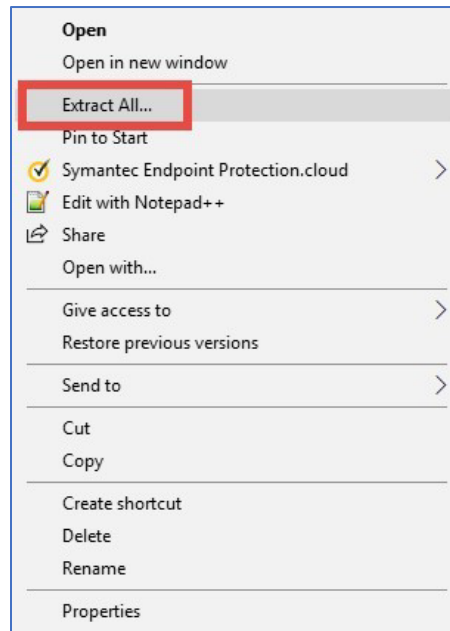 Open
Open in new window
Extract All...
Pin to Start
Symantec Endpoint Protection.cloud
Edit with Notepad++
Share
Open with...
Give access to
Restore previous versions
Send to
Cut
Copy
Create shortcut
Delete
Rename
Properties